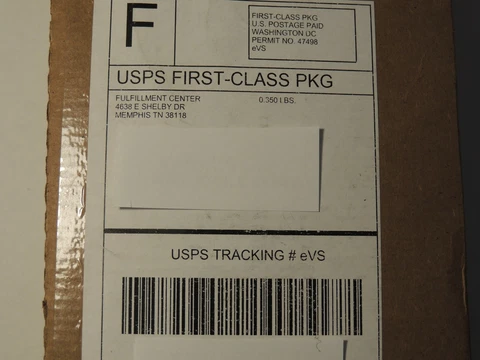 F
FIRST-CLASS PKG
U.S. POSTAGE PAID
WASHINGTON DC
PERMIT NO. 47498
eVS
USPS FIRST-CLASS PKG
FULFILLMENT CENTER 0.350 LBS.
4638 E SHELBY DR
MEMPHIS TN 38118
USPS TRACKING # eVS